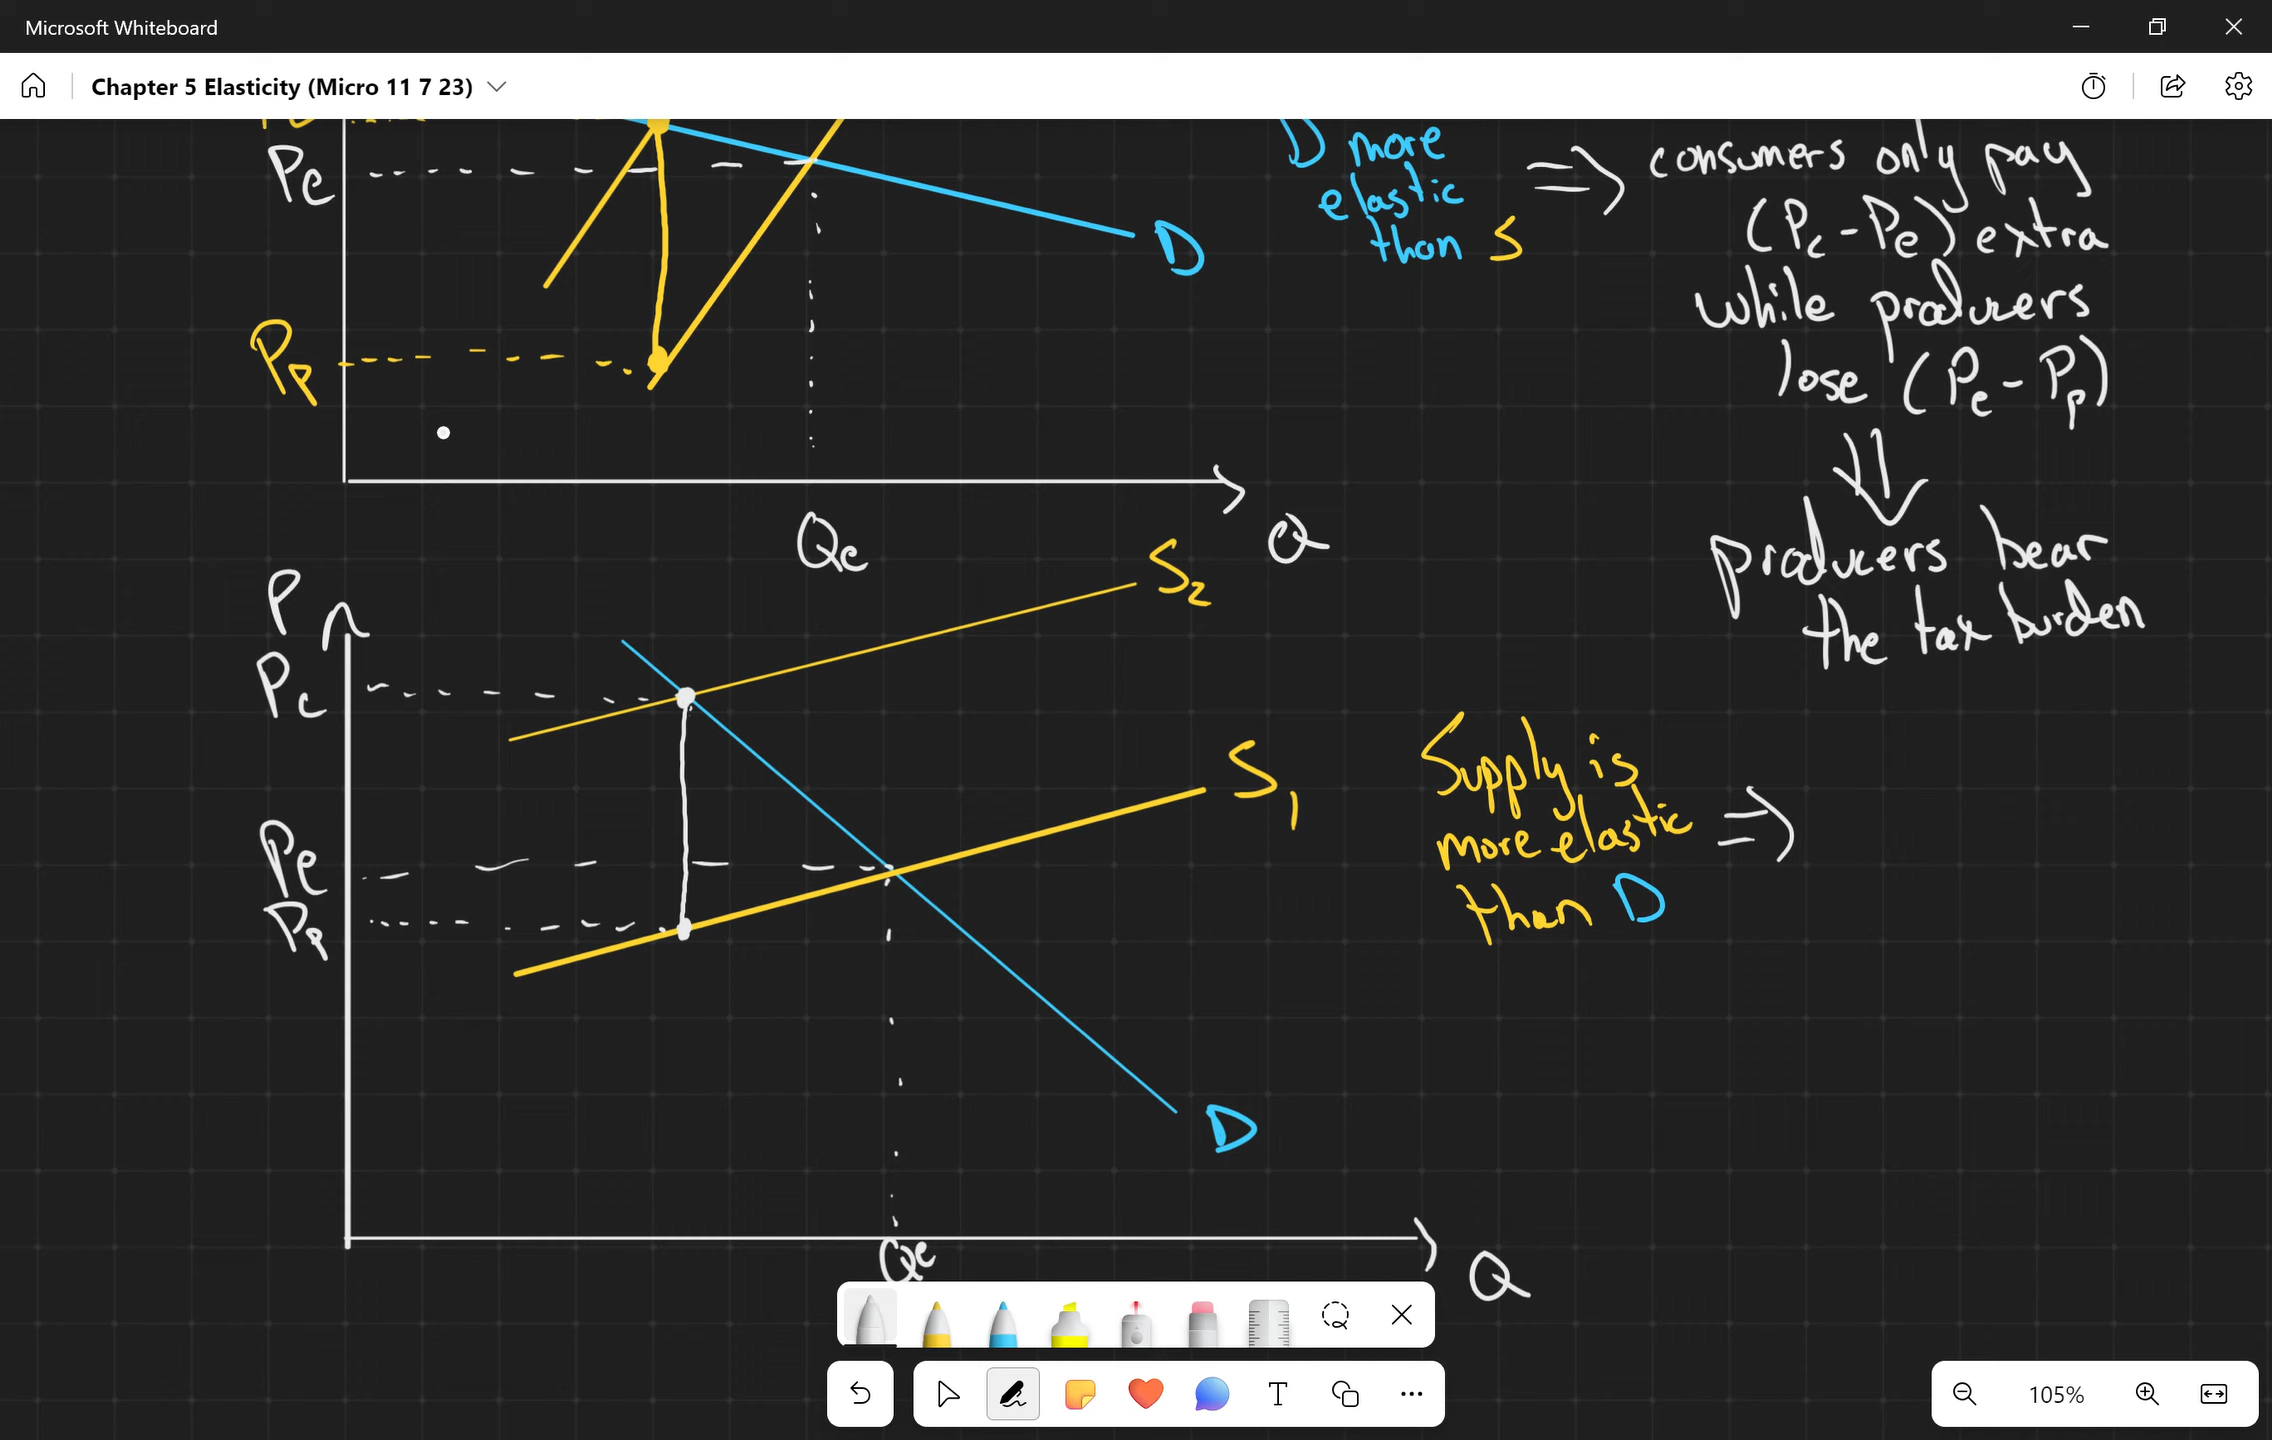 Microsoft Whiteboard
Chapter 5 Elasticity (Micro 11 7 23)
Pe
D
Pp
Qe
Q
D more
elastic
than S
=> consumers only pay
(Pc - Pe) extra
while producers
lose (Pe - Pp)
producers bear
the tax burden
P
Pc
Pe
Pp
S2
S1
D
Qe
Q
Supply is
more elastic =>
than D
105%